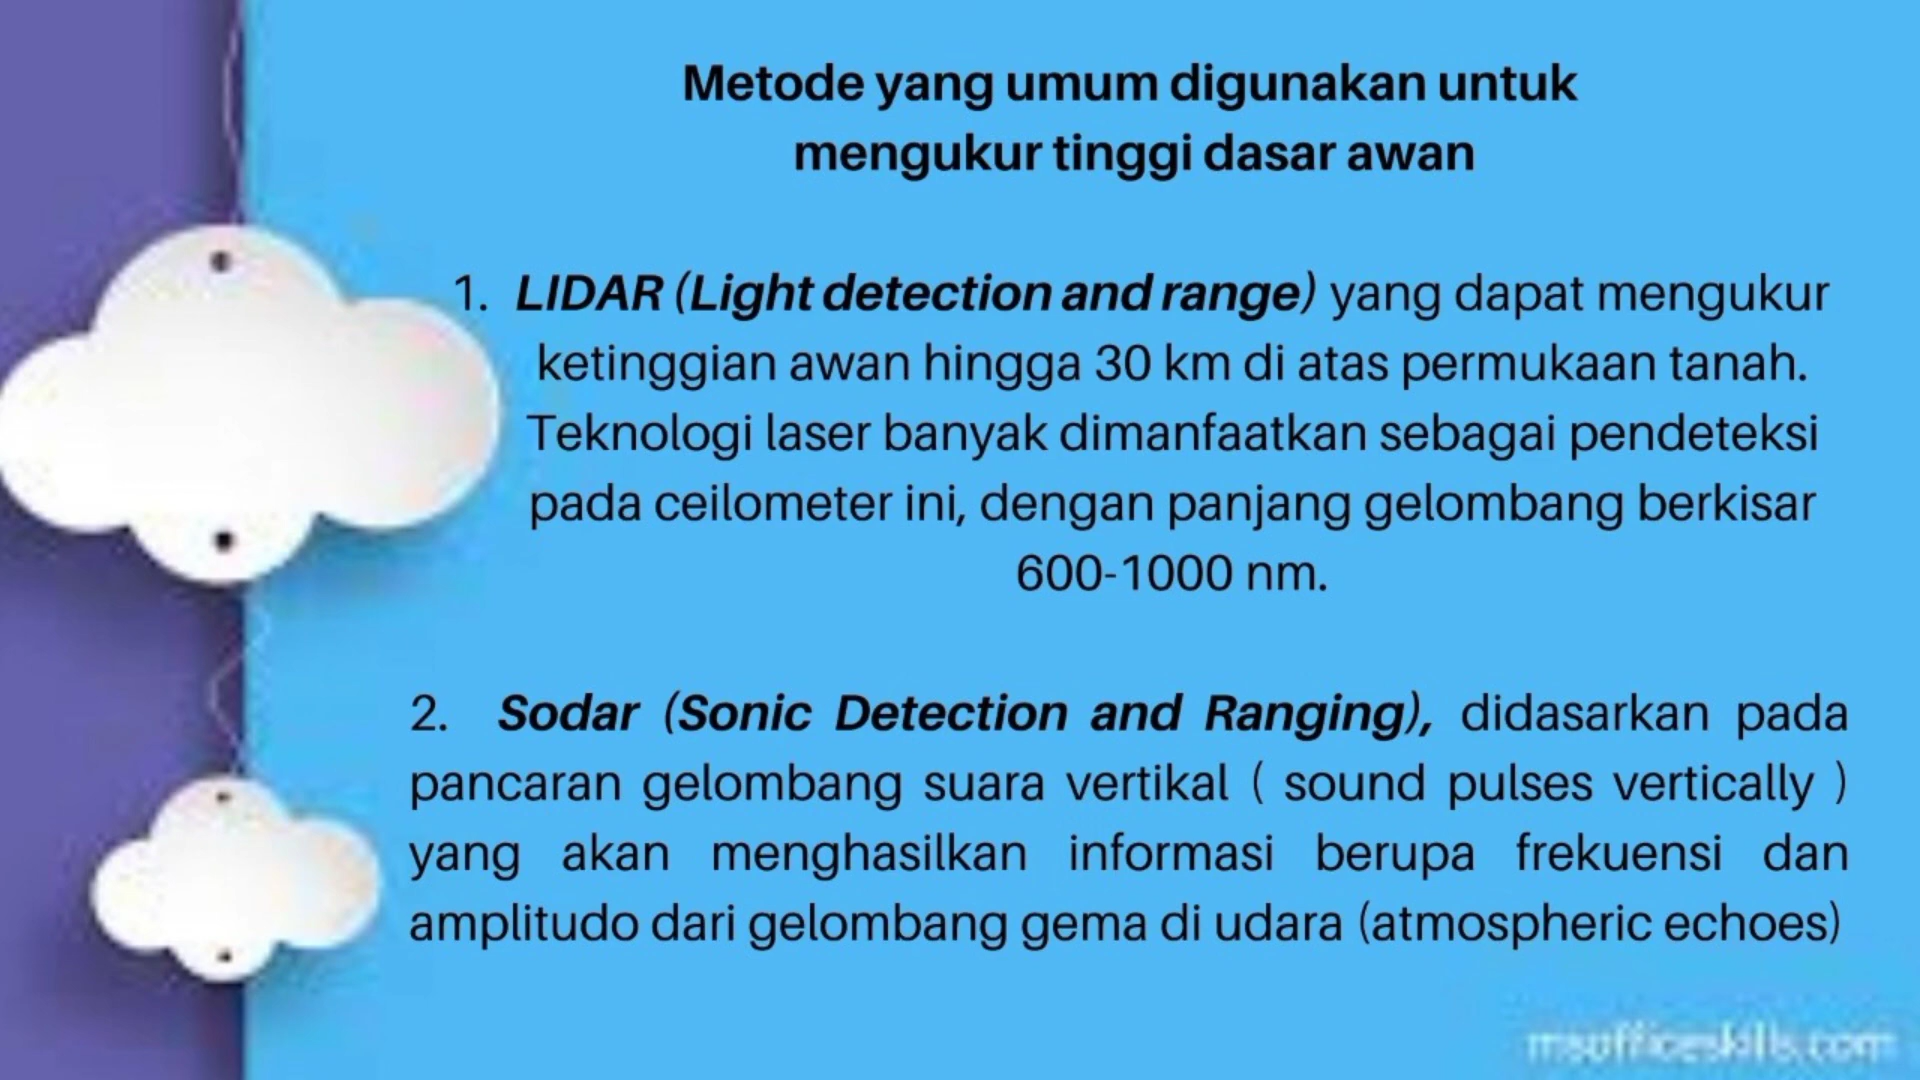 Metode yang umum digunakan untuk
mengukur tinggi dasar awan
1. LIDAR (Light detection and range) yang dapat mengukur
ketinggian awan hingga 30 km di atas permukaan tanah.
Teknologi laser banyak dimanfaatkan sebagai pendeteksi
pada ceilometer ini, dengan panjang gelombang berkisar
600-1000 nm.
2. Sodar (Sonic Detection and Ranging), didasarkan pada
pancaran gelombang suara vertikal ( sound pulses vertically )
yang akan menghasilkan informasi berupa frekuensi dan
amplitudo dari gelombang gema di udara (atmospheric echoes)
msofficeskills.com